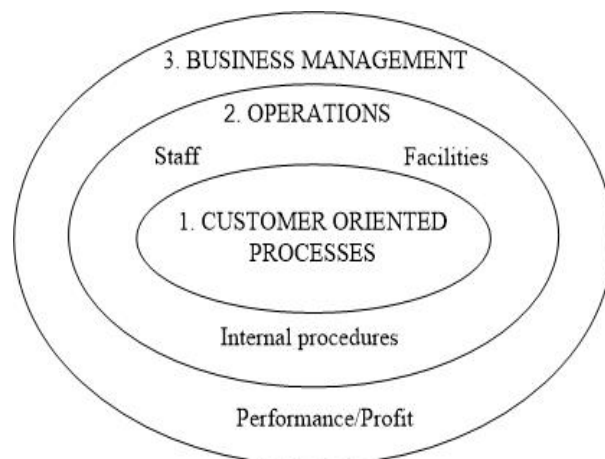 3. BUSINESS MANAGEMENT
2. OPERATIONS
Staff
Facilities
1. CUSTOMER ORIENTED
PROCESSES
Internal procedures
Performance/Profit